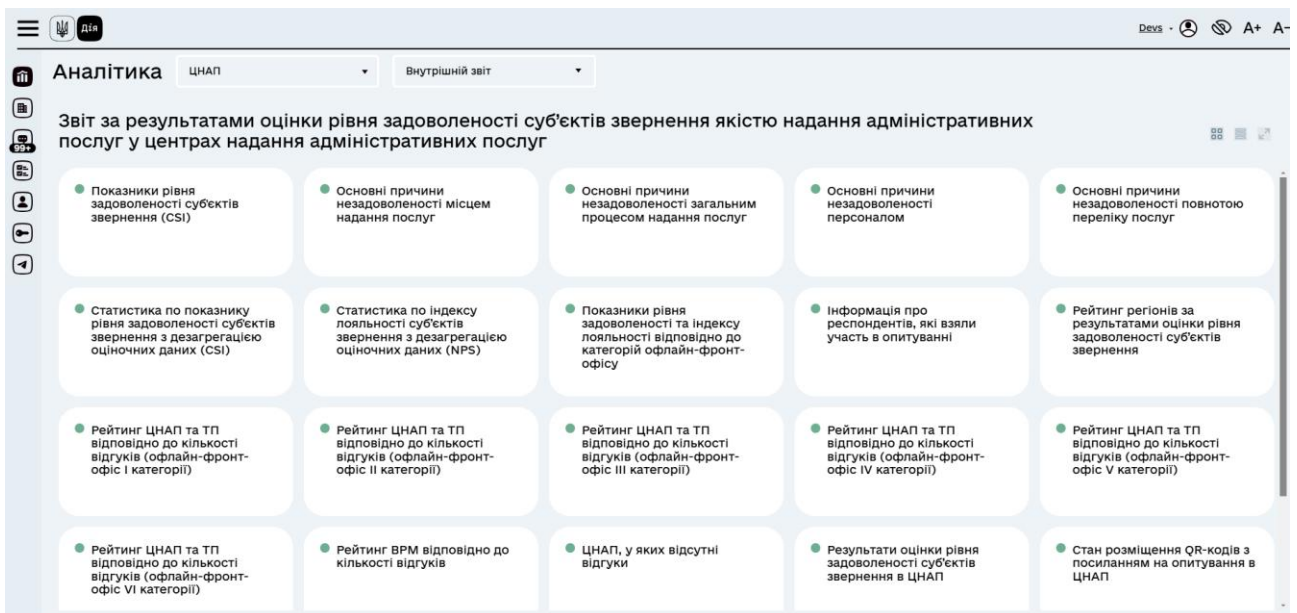 Дія
Devs
A+ A-
Аналітика
ЦНАП
Внутрішній звіт
99+
Звіт за результатами оцінки рівня задоволеності суб’єктів звернення якістю надання адміністративних
послуг у центрах надання адміністративних послуг
Показники рівня
задоволеності суб'єктів
звернення (CSI)
Основні причини
незадоволеності місцем
надання послуг
Основні причини
незадоволеності загальним
процесом надання послуг
Основні причини
незадоволеності
персоналом
Основні причини
незадоволеності повнотою
переліку послуг
Статистика по показнику
рівня задоволеності суб'єктів
звернення з дезагрегацією
оціночних даних (CSI)
Статистика по індексу
лояльності суб'єктів
звернення з дезагрегацією
оціночних даних (NPS)
Показники рівня
задоволеності та індексу
лояльності відповідно до
категорій офлайн-фронт-
офісу
Інформація про
респондентів, які взяли
участь в опитуванні
Рейтинг регіонів за
результатами оцінки рівня
задоволеності суб'єктів
звернення
Рейтинг ЦНАП та ТП
відповідно до кількості
відгуків (офлайн-фронт-
офіс I категорії)
Рейтинг ЦНАП та ТП
відповідно до кількості
відгуків (офлайн-фронт-
офіс II категорії)
Рейтинг ЦНАП та ТП
відповідно до кількості
відгуків (офлайн-фронт-
офіс III категорії)
Рейтинг ЦНАП та ТП
відповідно до кількості
відгуків (офлайн-фронт-
офіс IV категорії)
Рейтинг ЦНАП та ТП
відповідно до кількості
відгуків (офлайн-фронт-
офіс V категорії)
Рейтинг ЦНАП та ТП
відповідно до кількості
відгуків (офлайн-фронт-
офіс VI категорії)
Рейтинг ВРМ відповідно до
кількості відгуків
ЦНАП, у яких відсутні
відгуки
Результати оцінки рівня
задоволеності суб'єктів
звернення в ЦНАП
Стан розміщення QR-кодів з
посиланням на опитування в
ЦНАП